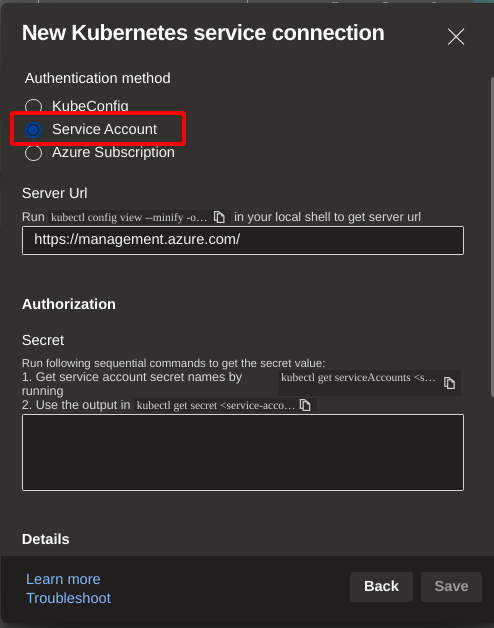 New Kubernetes service connection
Authentication method
KubeConfig
Service Account
Azure Subscription
Server Url
Run kubectl config view --minify -o... in your local shell to get server url
https://management.azure.com/
Authorization
Secret
Run following sequential commands to get the secret value:
1. Get service account secret names by kubectl get serviceAccounts <s...
running
2. Use the output in kubectl get secret <service-acco...
Details
Learn more
Troubleshoot
Back
Save